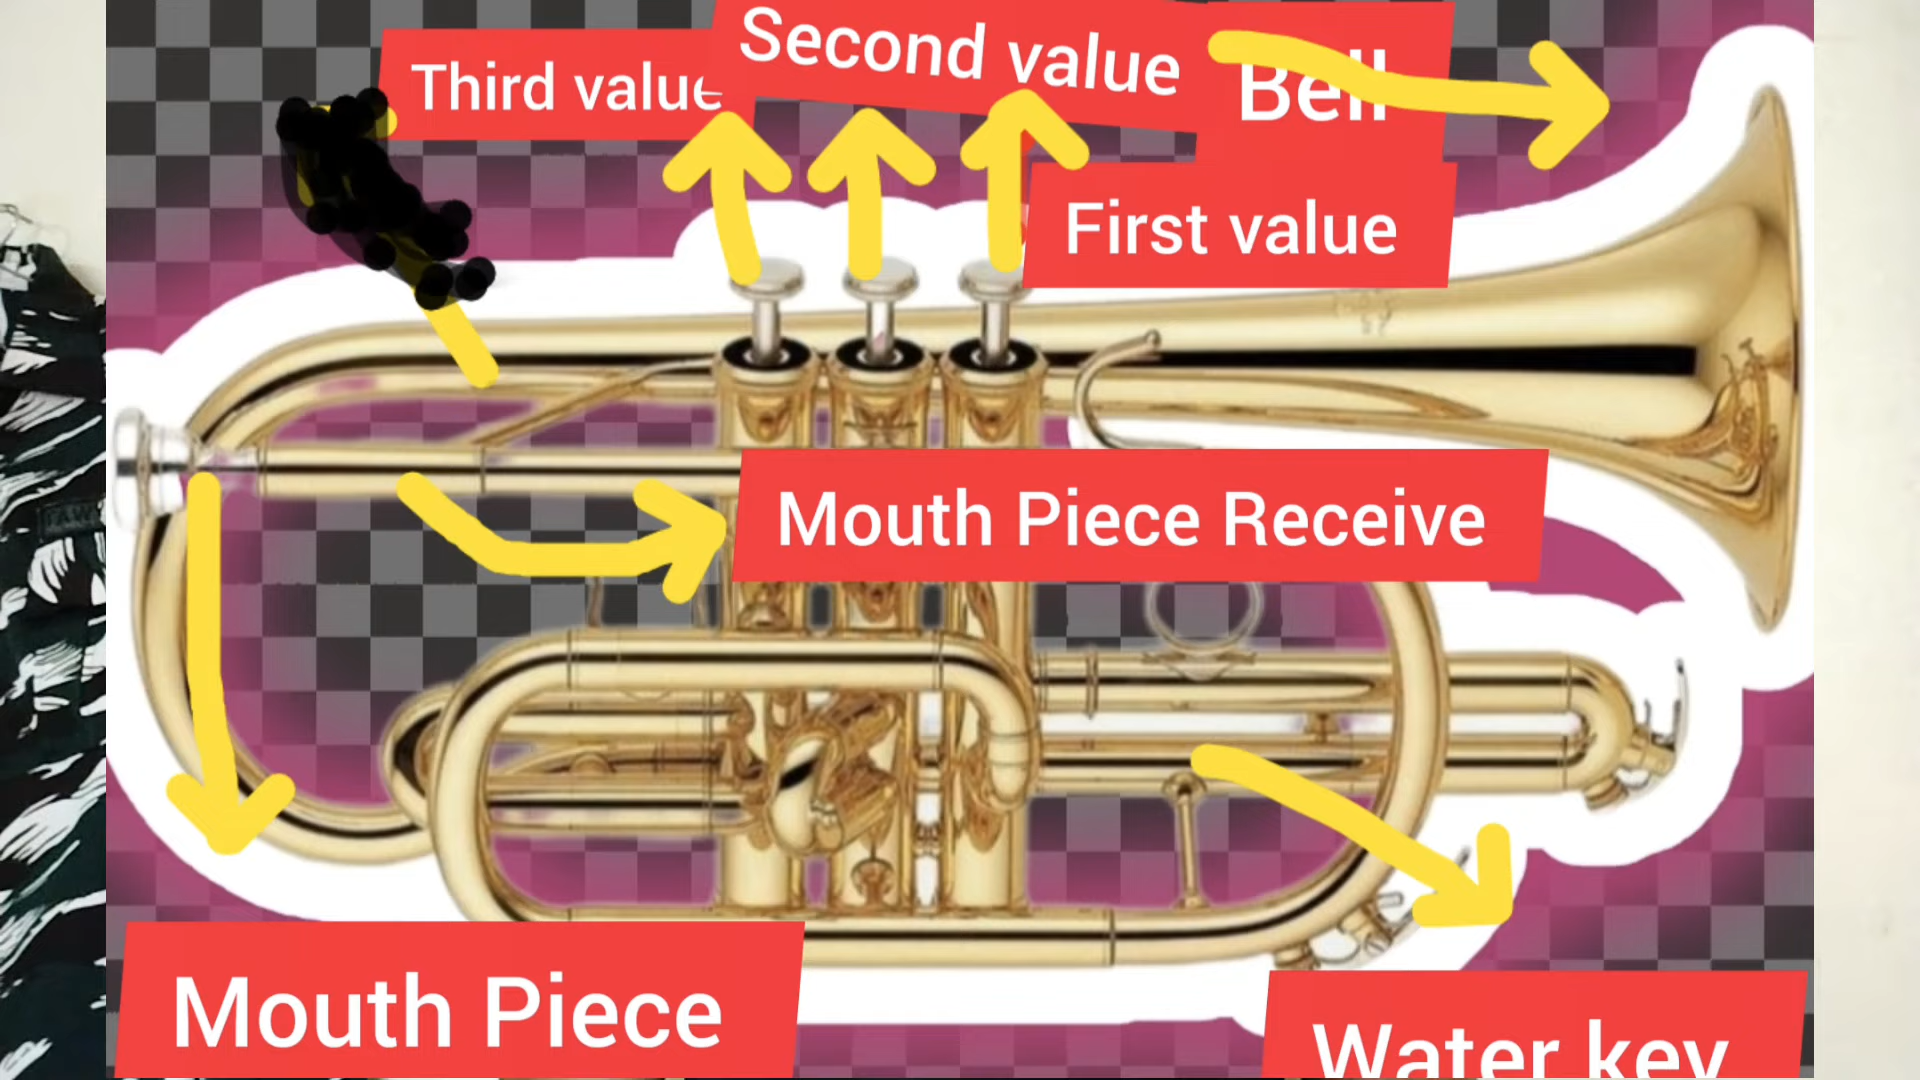 Second value
Third value
Bell
First value
Mouth Piece Receive
Mouth Piece
Water key